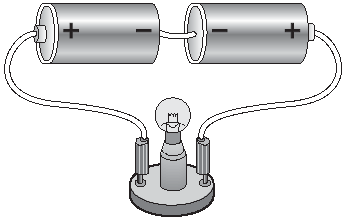 + − − +